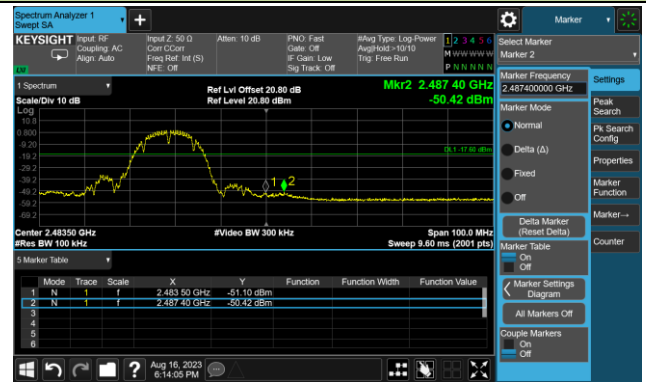 Spectrum Analyzer 1
Swept SA
Marker
KEYSIGHT
Input: RF
Coupling: AC
Align: Auto
Input Z: 50 Ω
Corr CCorr
Freq Ref: Int (S)
NFE: Off
Atten: 10 dB
PNO: Fast
Gate: Off
IF Gain: Low
Sig Track: Off
#Avg Type: Log-Power
Avg|Hold:>10/10
Trig: Free Run
1 2 3 4 5 6
M W W W W W
P N N N N N
1 Spectrum
Scale/Div 10 dB
Ref Lvl Offset 20.80 dB
Ref Level 20.80 dBm
Mkr2 2.487 40 GHz
-50.42 dBm
Log
10.8
0.800
-9.20
-19.2
-29.2
-39.2
-49.2
-59.2
-69.2
DL1 -17.60 dBm
1
2
Center 2.48350 GHz
#Res BW 100 kHz
#Video BW 300 kHz
Span 100.0 MHz
Sweep 9.60 ms (2001 pts)
5 Marker Table
Mode Trace Scale X Y Function Function Width Function Value
1 N 1 f 2.483 50 GHz -51.10 dBm
2 N 1 f 2.487 40 GHz -50.42 dBm
3
4
5
6
Select Marker
Marker 2
Marker Frequency
2.487400000 GHz
Marker Mode
Normal
Delta (Δ)
Fixed
Off
Delta Marker
(Reset Delta)
Marker Table
On
Off
Marker Settings
Diagram
All Markers Off
Couple Markers
On
Off
Settings
Peak
Search
Pk Search
Config
Properties
Marker
Function
Marker→
Counter
Aug 16, 2023
6:14:05 PM